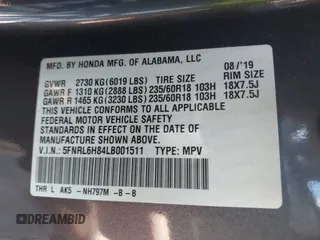 MFD. BY HONDA MFG. OF ALABAMA, LLC
08/'19
GVWR 2730 KG (6019 LBS) TIRE SIZE RIM SIZE
GAWR F 1310 KG (2888 LBS) 235/60R18 103H 18X7.5J
GAWR R 1465 KG (3230 LBS) 235/60R18 103H 18X7.5J
THIS VEHICLE CONFORMS TO ALL APPLICABLE
FEDERAL MOTOR VEHICLE SAFETY STANDARDS
IN EFFECT ON THE DATE OF
MANUFACTURE SHOWN ABOVE.
V.I.N.: 5FNRL6H84LB001511 TYPE: MPV
THR L AK5 -NH797M -B -B
DREAMBID